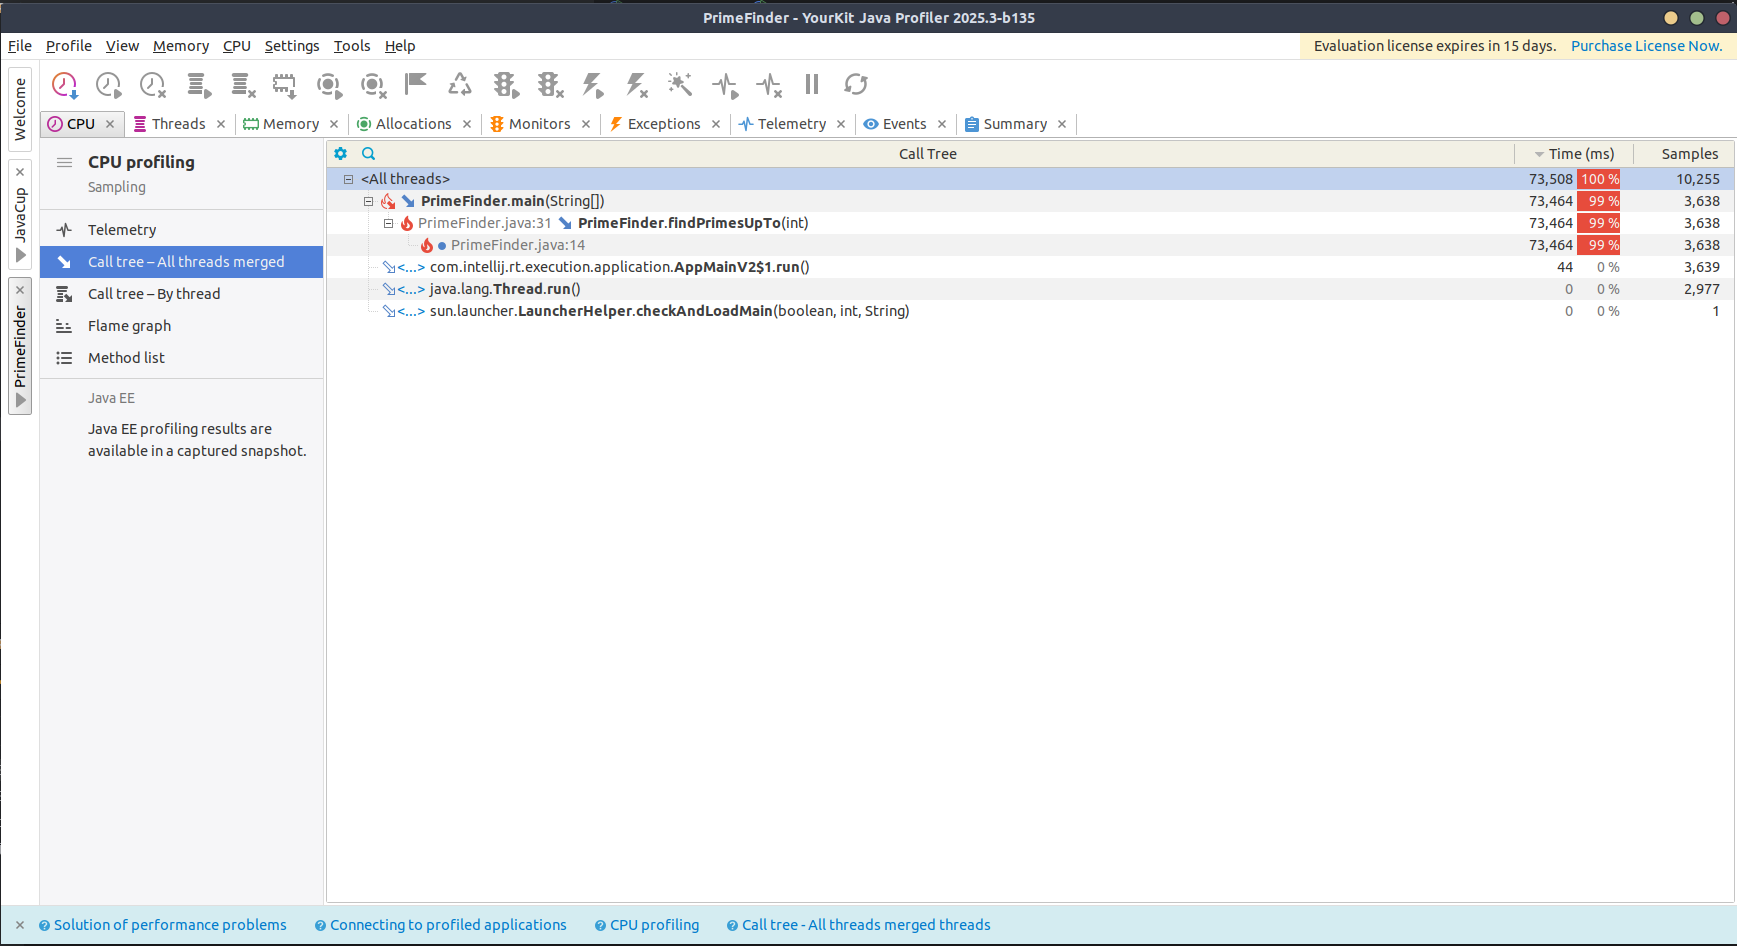 PrimeFinder - YourKit Java Profiler 2025.3-b135
File Profile View Memory CPU Settings Tools Help
Evaluation license expires in 15 days. Purchase License Now.
Welcome
JavaCup
PrimeFinder
CPU Threads Memory Allocations Monitors Exceptions Telemetry Events Summary
CPU profiling
Sampling
Telemetry
Call tree – All threads merged
Call tree – By thread
Flame graph
Method list
Java EE
Java EE profiling results are
available in a captured snapshot.
Call Tree Time (ms) Samples
<All threads> 73,508 100 % 10,255
PrimeFinder.main(String[]) 73,464 99 % 3,638
PrimeFinder.java:31 PrimeFinder.findPrimesUpTo(int) 73,464 99 % 3,638
PrimeFinder.java:14 73,464 99 % 3,638
<...> com.intellij.rt.execution.application.AppMainV2$1.run() 44 0 % 3,639
<...> java.lang.Thread.run() 0 0 % 2,977
<...> sun.launcher.LauncherHelper.checkAndLoadMain(boolean, int, String) 0 0 % 1
Solution of performance problems Connecting to profiled applications CPU profiling Call tree - All threads merged threads